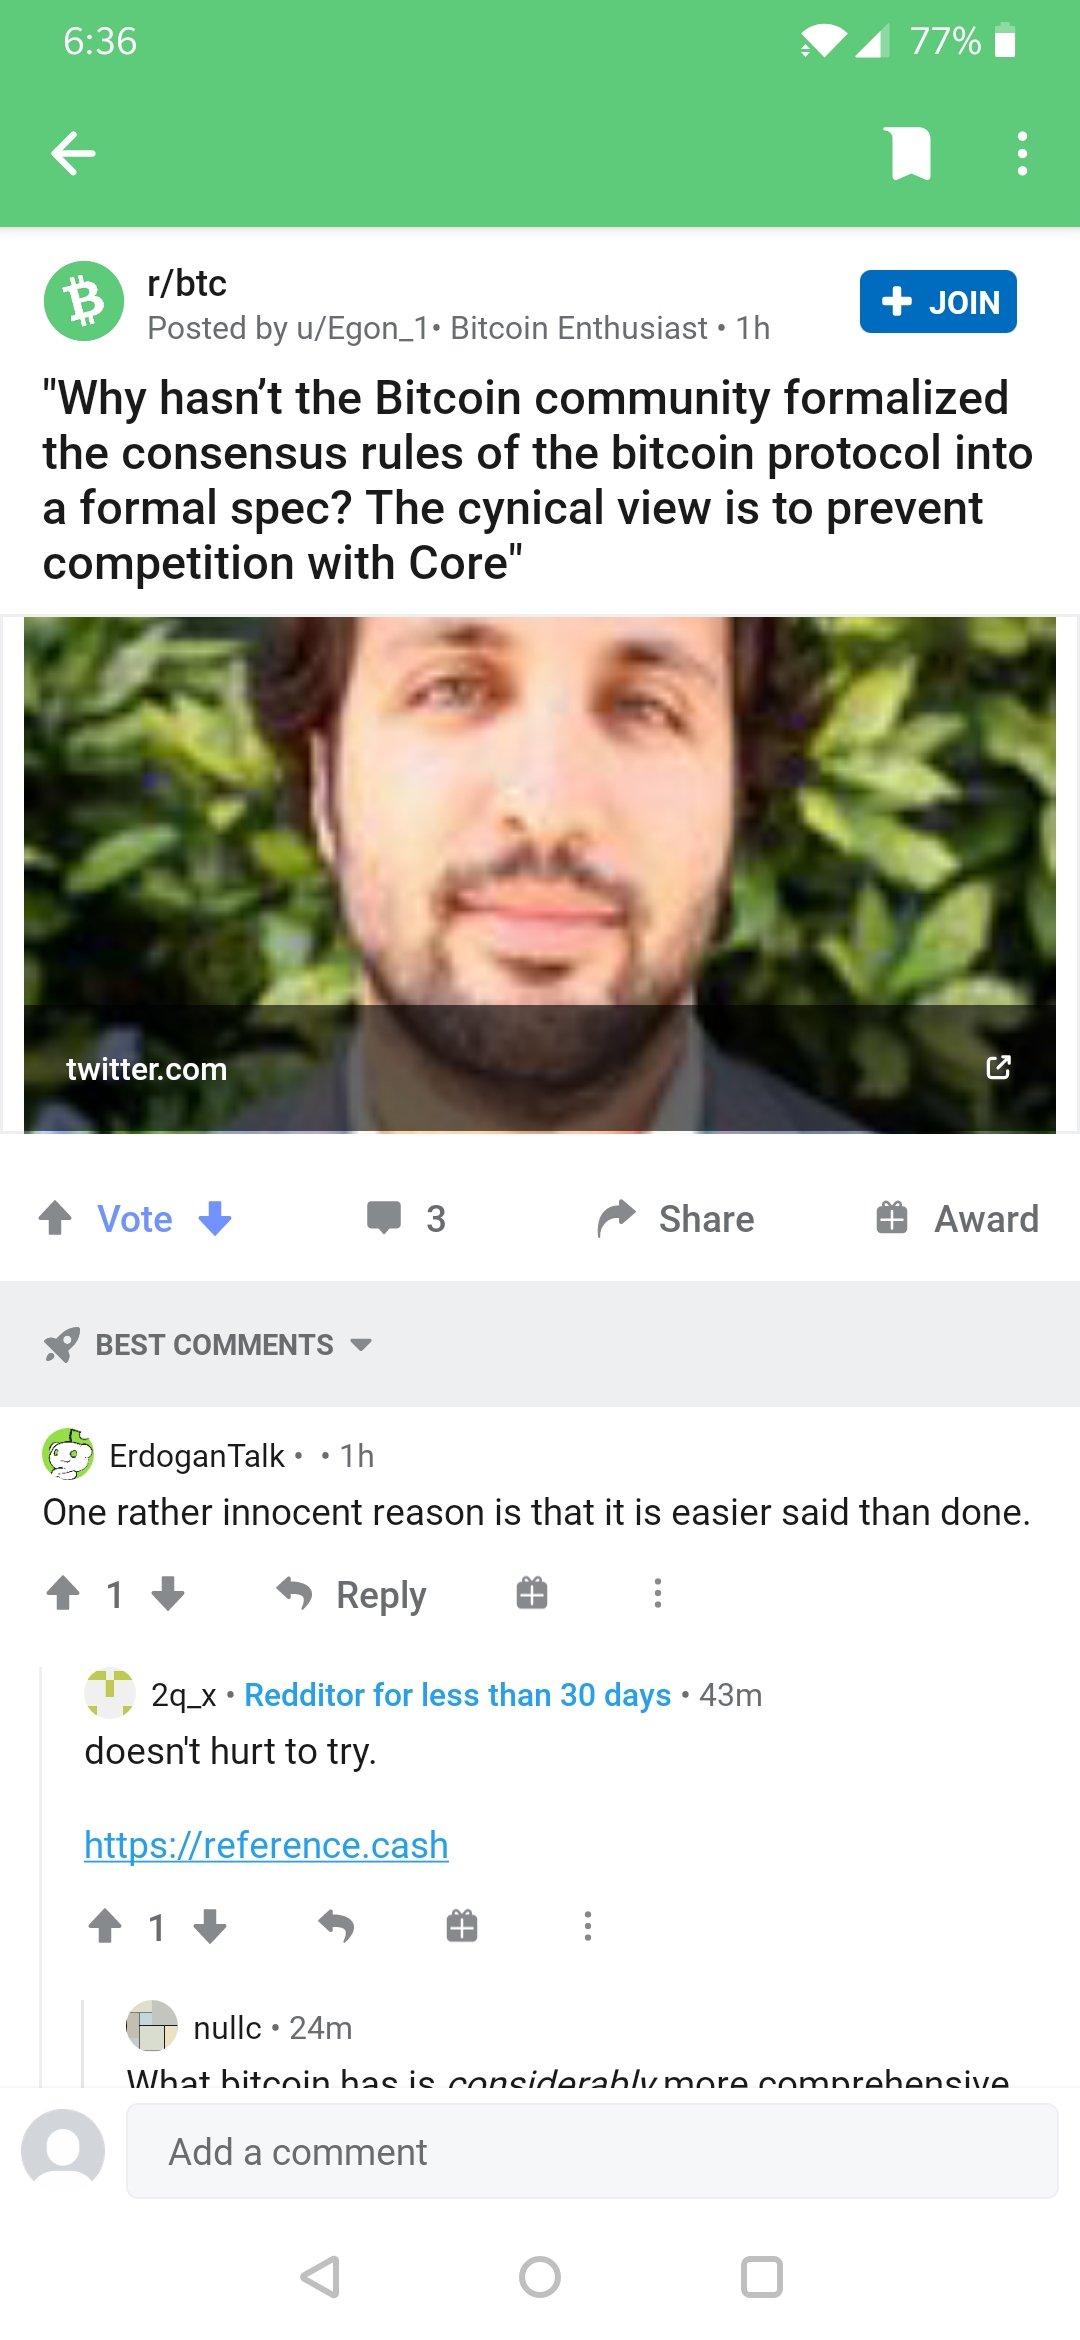 6:36
77%
r/btc
Posted by u/Egon_1• Bitcoin Enthusiast • 1h
JOIN
"Why hasn’t the Bitcoin community formalized
the consensus rules of the bitcoin protocol into
a formal spec? The cynical view is to prevent
competition with Core"
twitter.com
Vote
3
Share
Award
BEST COMMENTS
ErdoganTalk • • 1h
One rather innocent reason is that it is easier said than done.
1
Reply
2q_x • Redditor for less than 30 days • 43m
doesn't hurt to try.
https://reference.cash
1
nullc • 24m
What bitcoin has is considerably more comprehensive
Add a comment